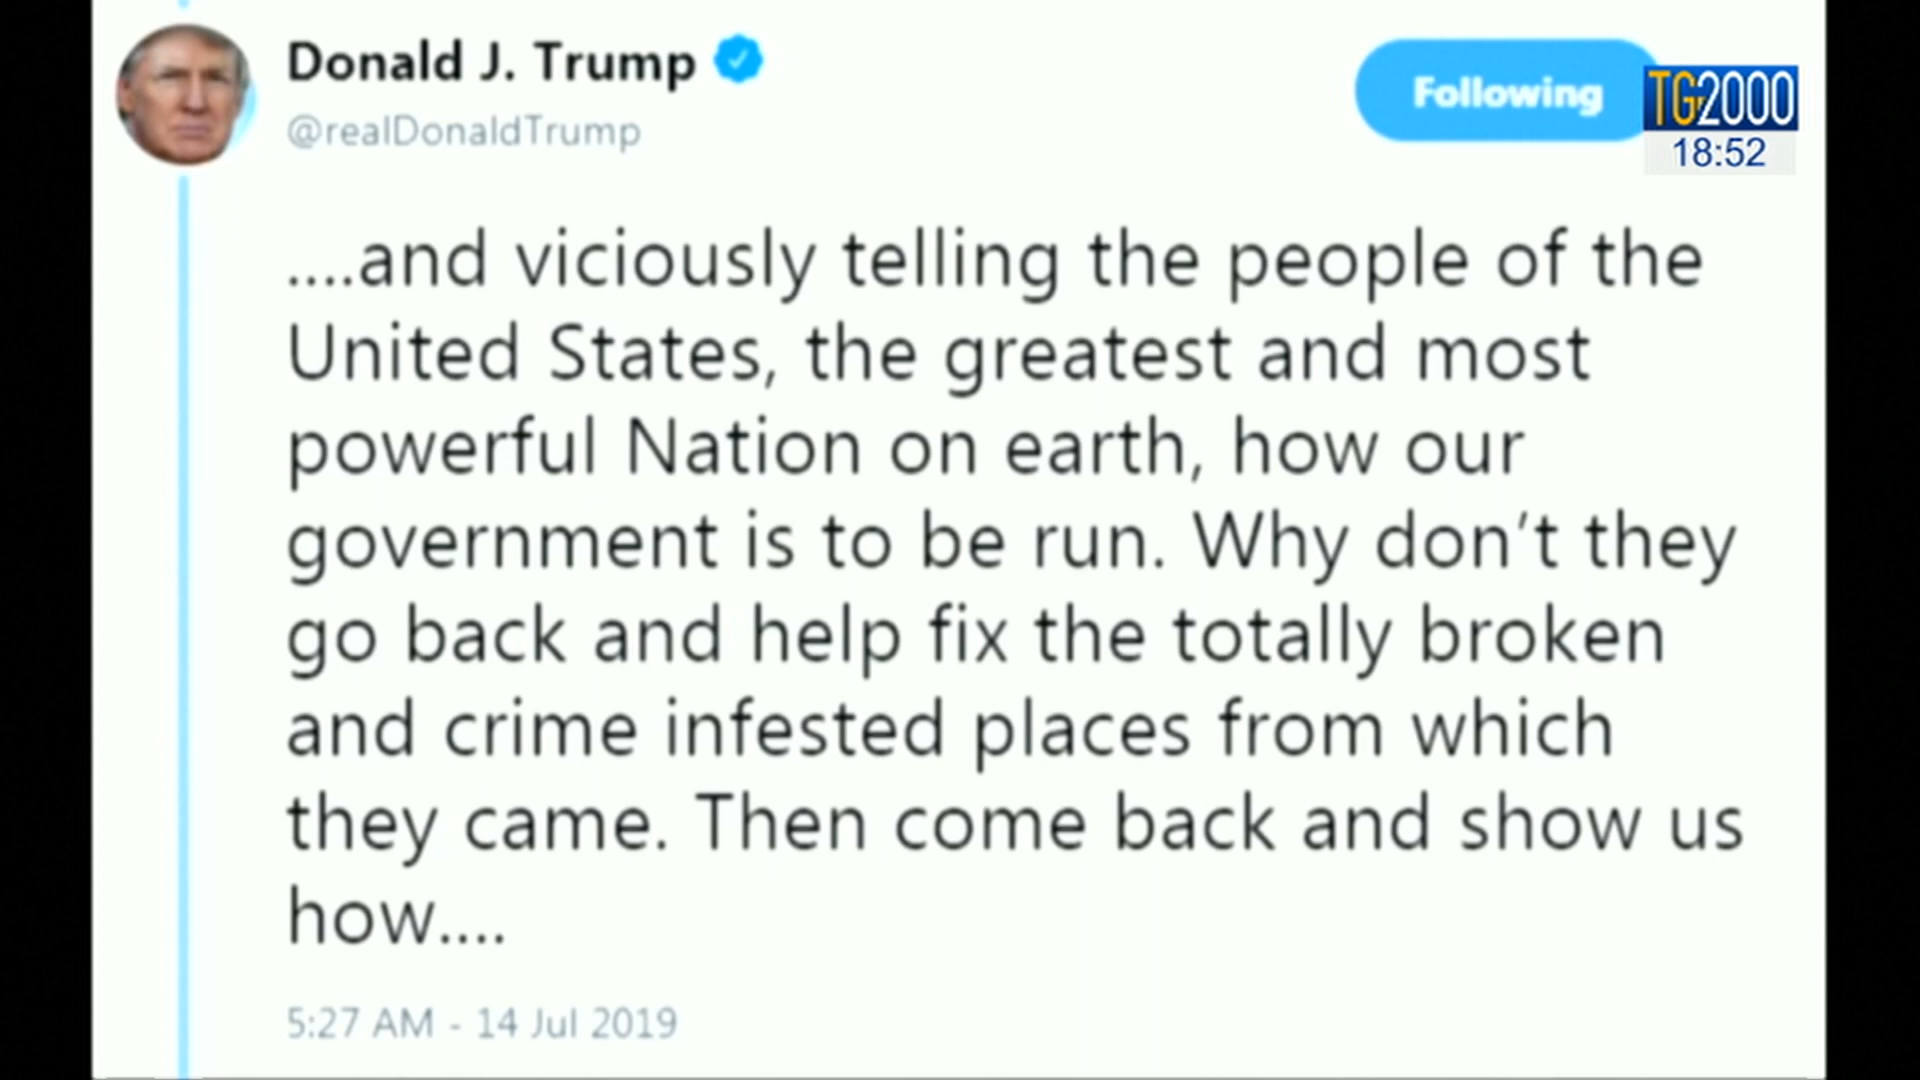 Donald J. Trump
@realDonaldTrump
Following
TG2000
18:52
....and viciously telling the people of the
United States, the greatest and most
powerful Nation on earth, how our
government is to be run. Why don’t they
go back and help fix the totally broken
and crime infested places from which
they came. Then come back and show us
how....
5:27 AM - 14 Jul 2019